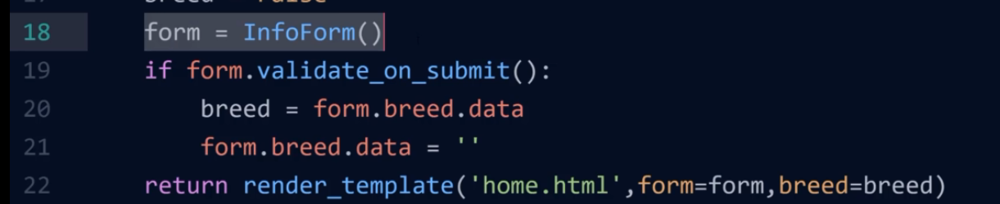 18 form = InfoForm()
19 if form.validate_on_submit():
20 breed = form.breed.data
21 form.breed.data = ''
22 return render_template('home.html',form=form,breed=breed)